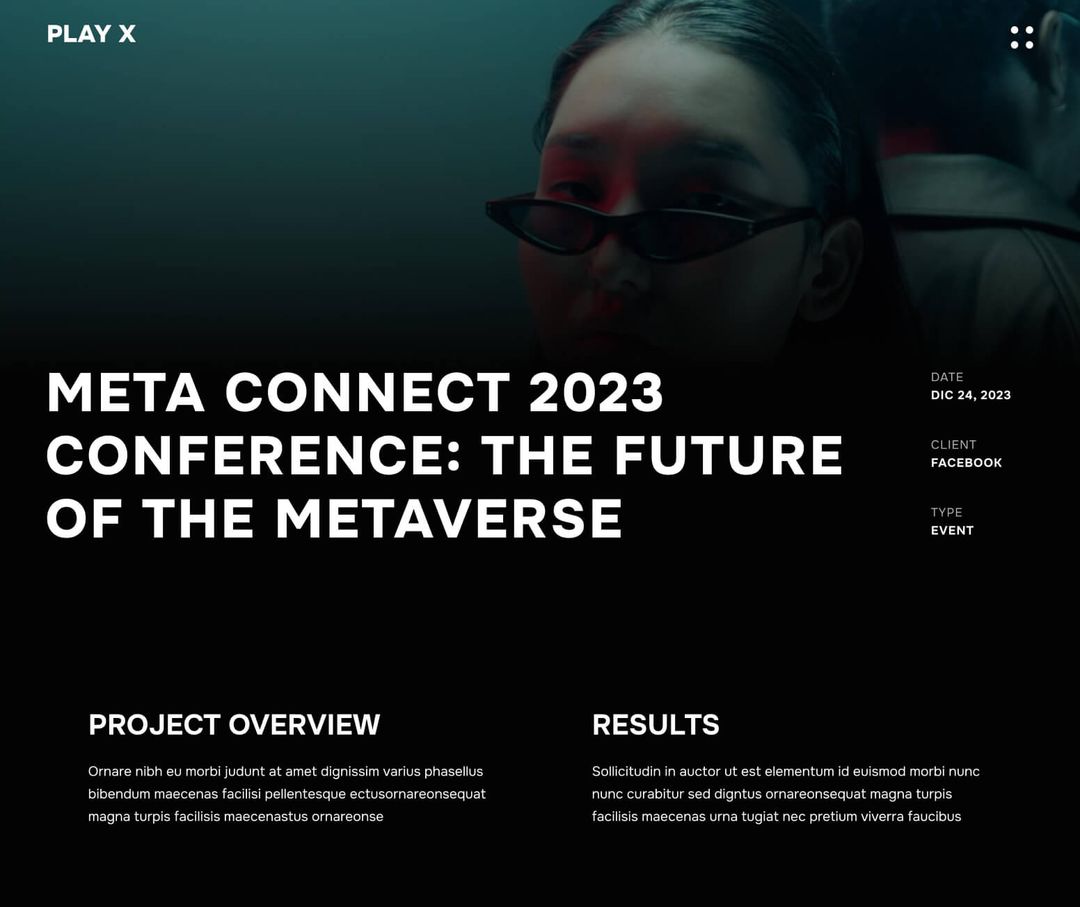 PLAY X
META CONNECT 2023
CONFERENCE: THE FUTURE
OF THE METAVERSE
DATE
DIC 24, 2023
CLIENT
FACEBOOK
TYPE
EVENT
PROJECT OVERVIEW
Ornare nibh eu morbi judunt at amet dignissim varius phasellus
bibendum maecenas facilisi pellentesque ectusornareonsequat
magna turpis facilisis maecenastus ornareonse
RESULTS
Sollicitudin in auctor ut est elementum id euismod morbi nunc
nunc curabitur sed digntus ornareonsequat magna turpis
facilisis maecenas urna tugiat nec pretium viverra faucibus